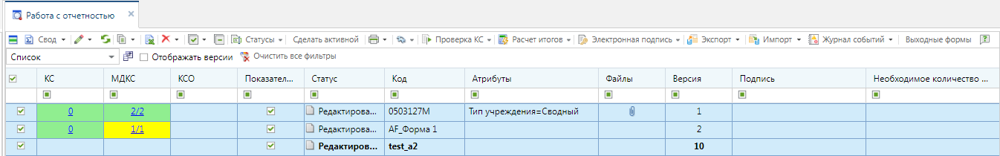 Работа с отчетностью
Свод Статусы Сделать активной Проверка КС Расчет итогов Электронная подпись Экспорт Импорт Журнал событий Выходные формы
Список Отображать версии Очистить все фильтры
КС МДКС КСО Показател... Статус Код Атрибуты Файлы Версия Подпись Необходимое количество ...
0 2/2 Редактирова... 0503127M Тип учреждения=Сводный 1
0 1/1 Редактирова... AF_Форма 1 2
Редактиров... test_a2 10